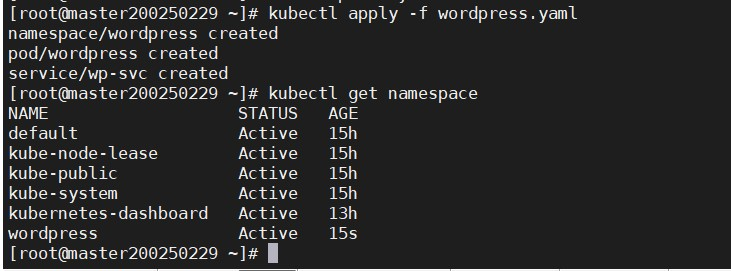 [root@master200250229 ~]# kubectl apply -f wordpress.yaml
namespace/wordpress created
pod/wordpress created
service/wp-svc created
[root@master200250229 ~]# kubectl get namespace
NAME                   STATUS   AGE
default                Active   15h
kube-node-lease        Active   15h
kube-public            Active   15h
kube-system            Active   15h
kubernetes-dashboard   Active   13h
wordpress              Active   15s
[root@master200250229 ~]#